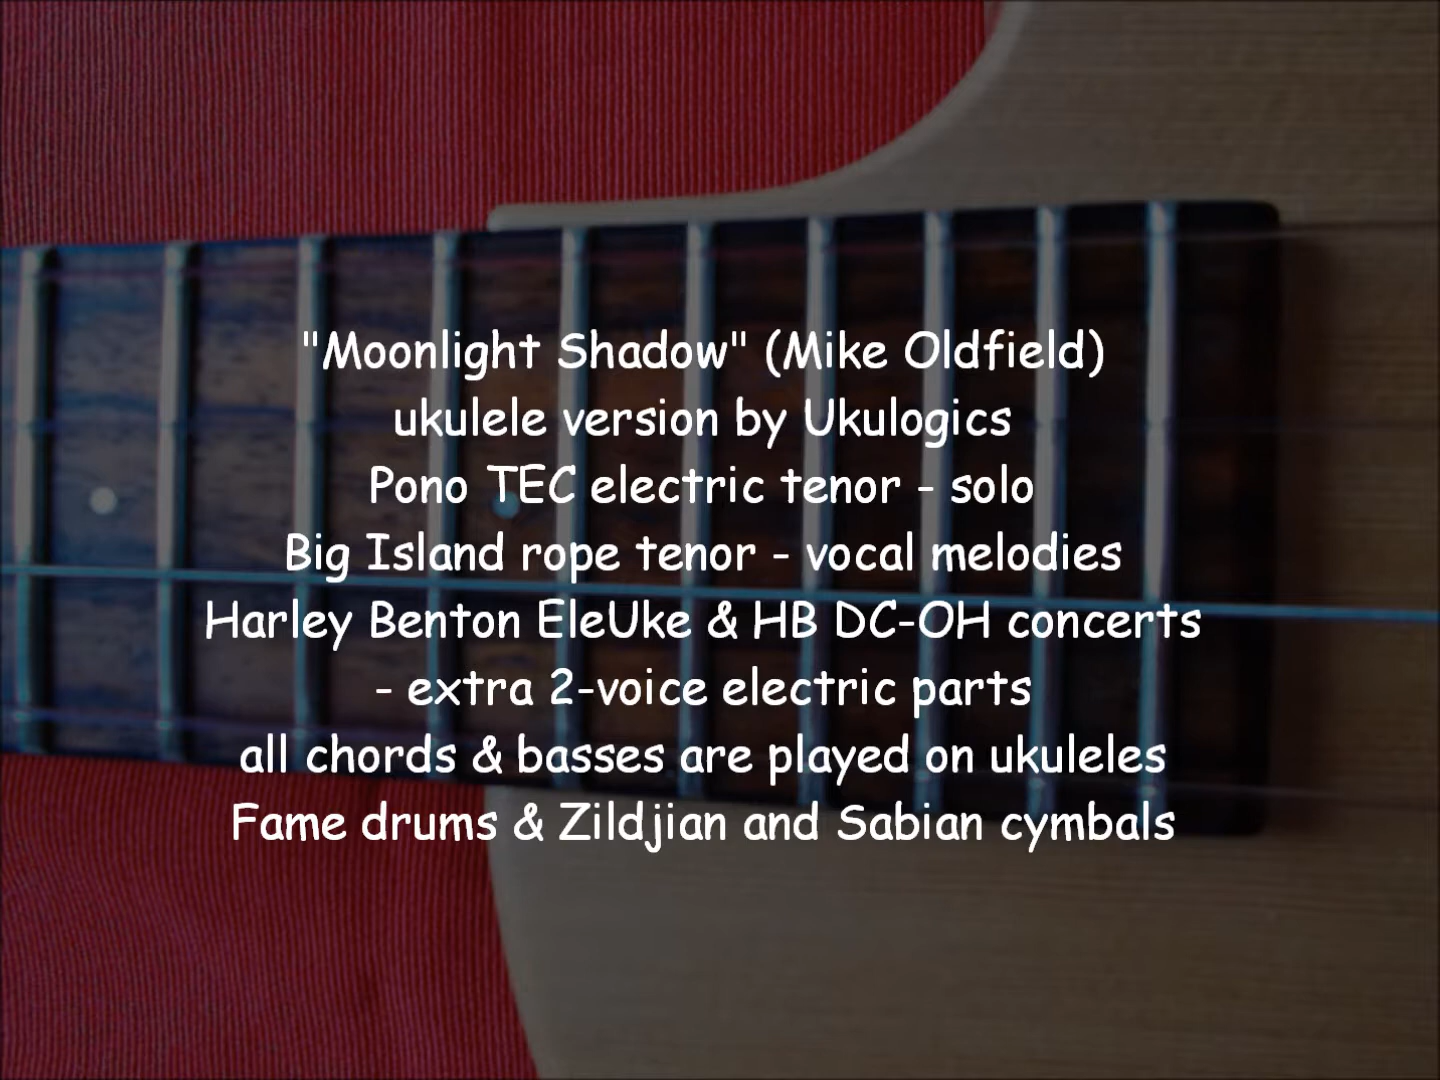 "Moonlight Shadow" (Mike Oldfield)
ukulele version by Ukulogics
Pono TEC electric tenor - solo
Big Island rope tenor - vocal melodies
Harley Benton EleUke & HB DC-OH concerts
- extra 2-voice electric parts
all chords & basses are played on ukuleles
Fame drums & Zildjian and Sabian cymbals